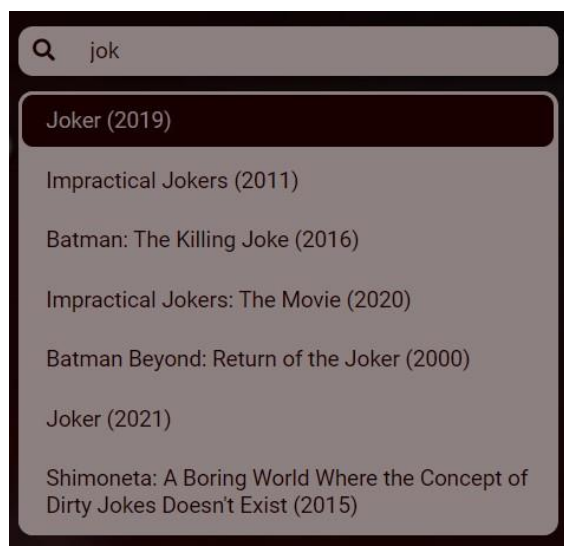 jok
Joker (2019)
Impractical Jokers (2011)
Batman: The Killing Joke (2016)
Impractical Jokers: The Movie (2020)
Batman Beyond: Return of the Joker (2000)
Joker (2021)
Shimoneta: A Boring World Where the Concept of
Dirty Jokes Doesn't Exist (2015)